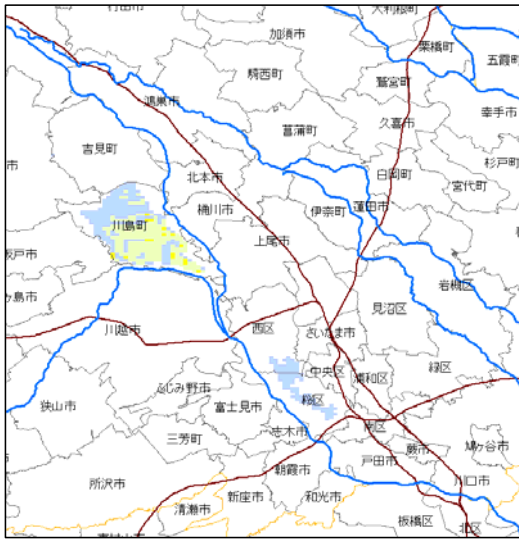 大利根町
加須市
栗橋町
五霞町
騎西町
鷲宮町
鴻巣市
幸手市
久喜市
菖蒲町
吉見町
杉戸町
白岡町
宮代町
北本市
蓮田市
桶川市
伊奈町
川島町
上尾市
坂戸市
岩槻区
ヶ島市
見沼区
川越市
西区
さいたま市
緑区
中央区
浦和区
ふじみ野市
狭山市
桜区
富士見市
南区
志木市
三芳町
蕨市
鳩ヶ谷市
戸田市
朝霞市
川口市
所沢市
新座市
和光市
清瀬市
板橋区
北区